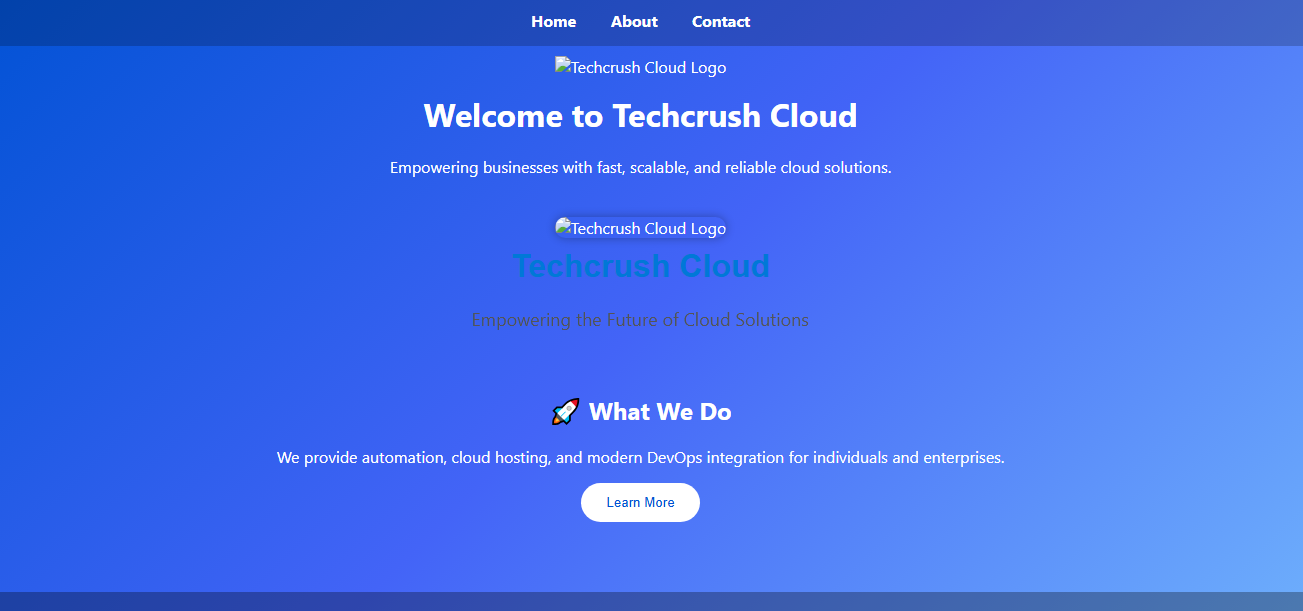 Home About Contact
Techcrush Cloud Logo
Welcome to Techcrush Cloud
Empowering businesses with fast, scalable, and reliable cloud solutions.
Techcrush Cloud Logo
Techcrush Cloud
Empowering the Future of Cloud Solutions
🚀 What We Do
We provide automation, cloud hosting, and modern DevOps integration for individuals and enterprises.
Learn More